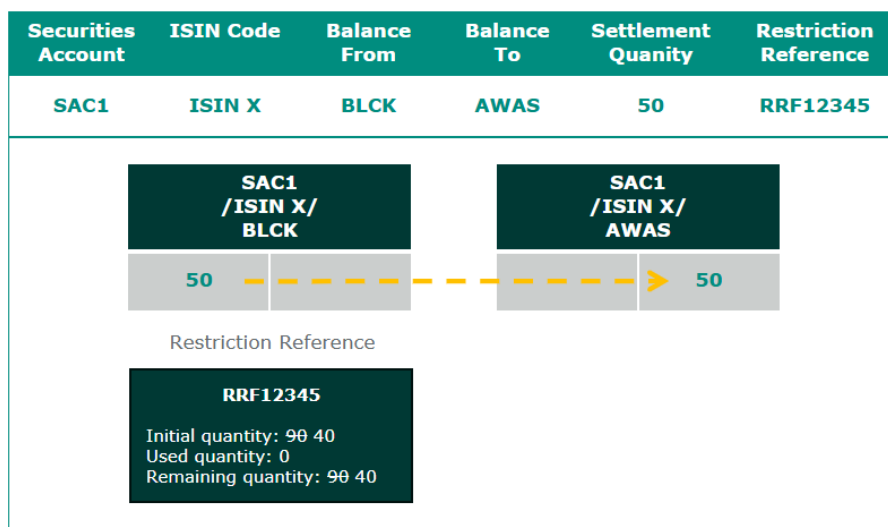 Securities Account ISIN Code Balance From Balance To Settlement Quanity Restriction Reference
SAC1 ISIN X BLCK AWAS 50 RRF12345
SAC1
/ISIN X/
BLCK
SAC1
/ISIN X/
AWAS
50
50
Restriction Reference
RRF12345
Initial quantity: 90 40
Used quantity: 0
Remaining quantity: 90 40